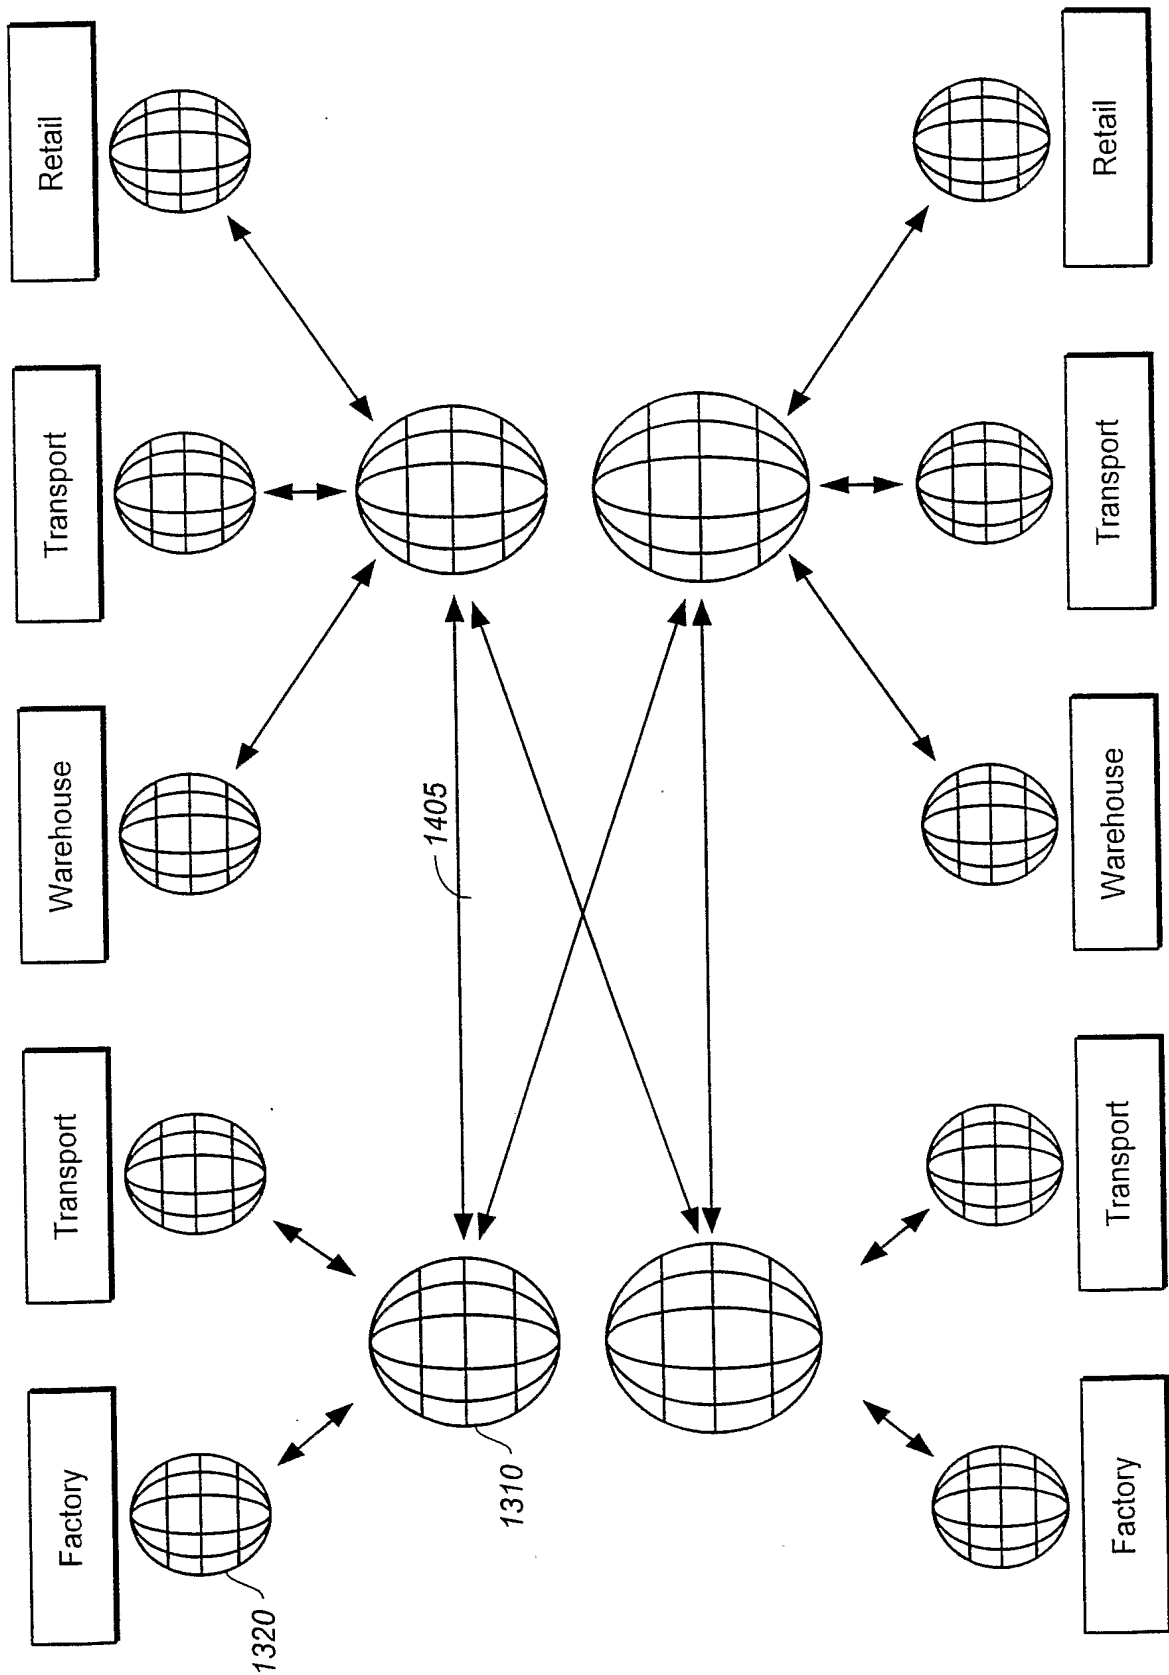 Factory
Transport
Warehouse
Transport
Retail
1320
1405
1310
Factory
Transport
Warehouse
Transport
Retail